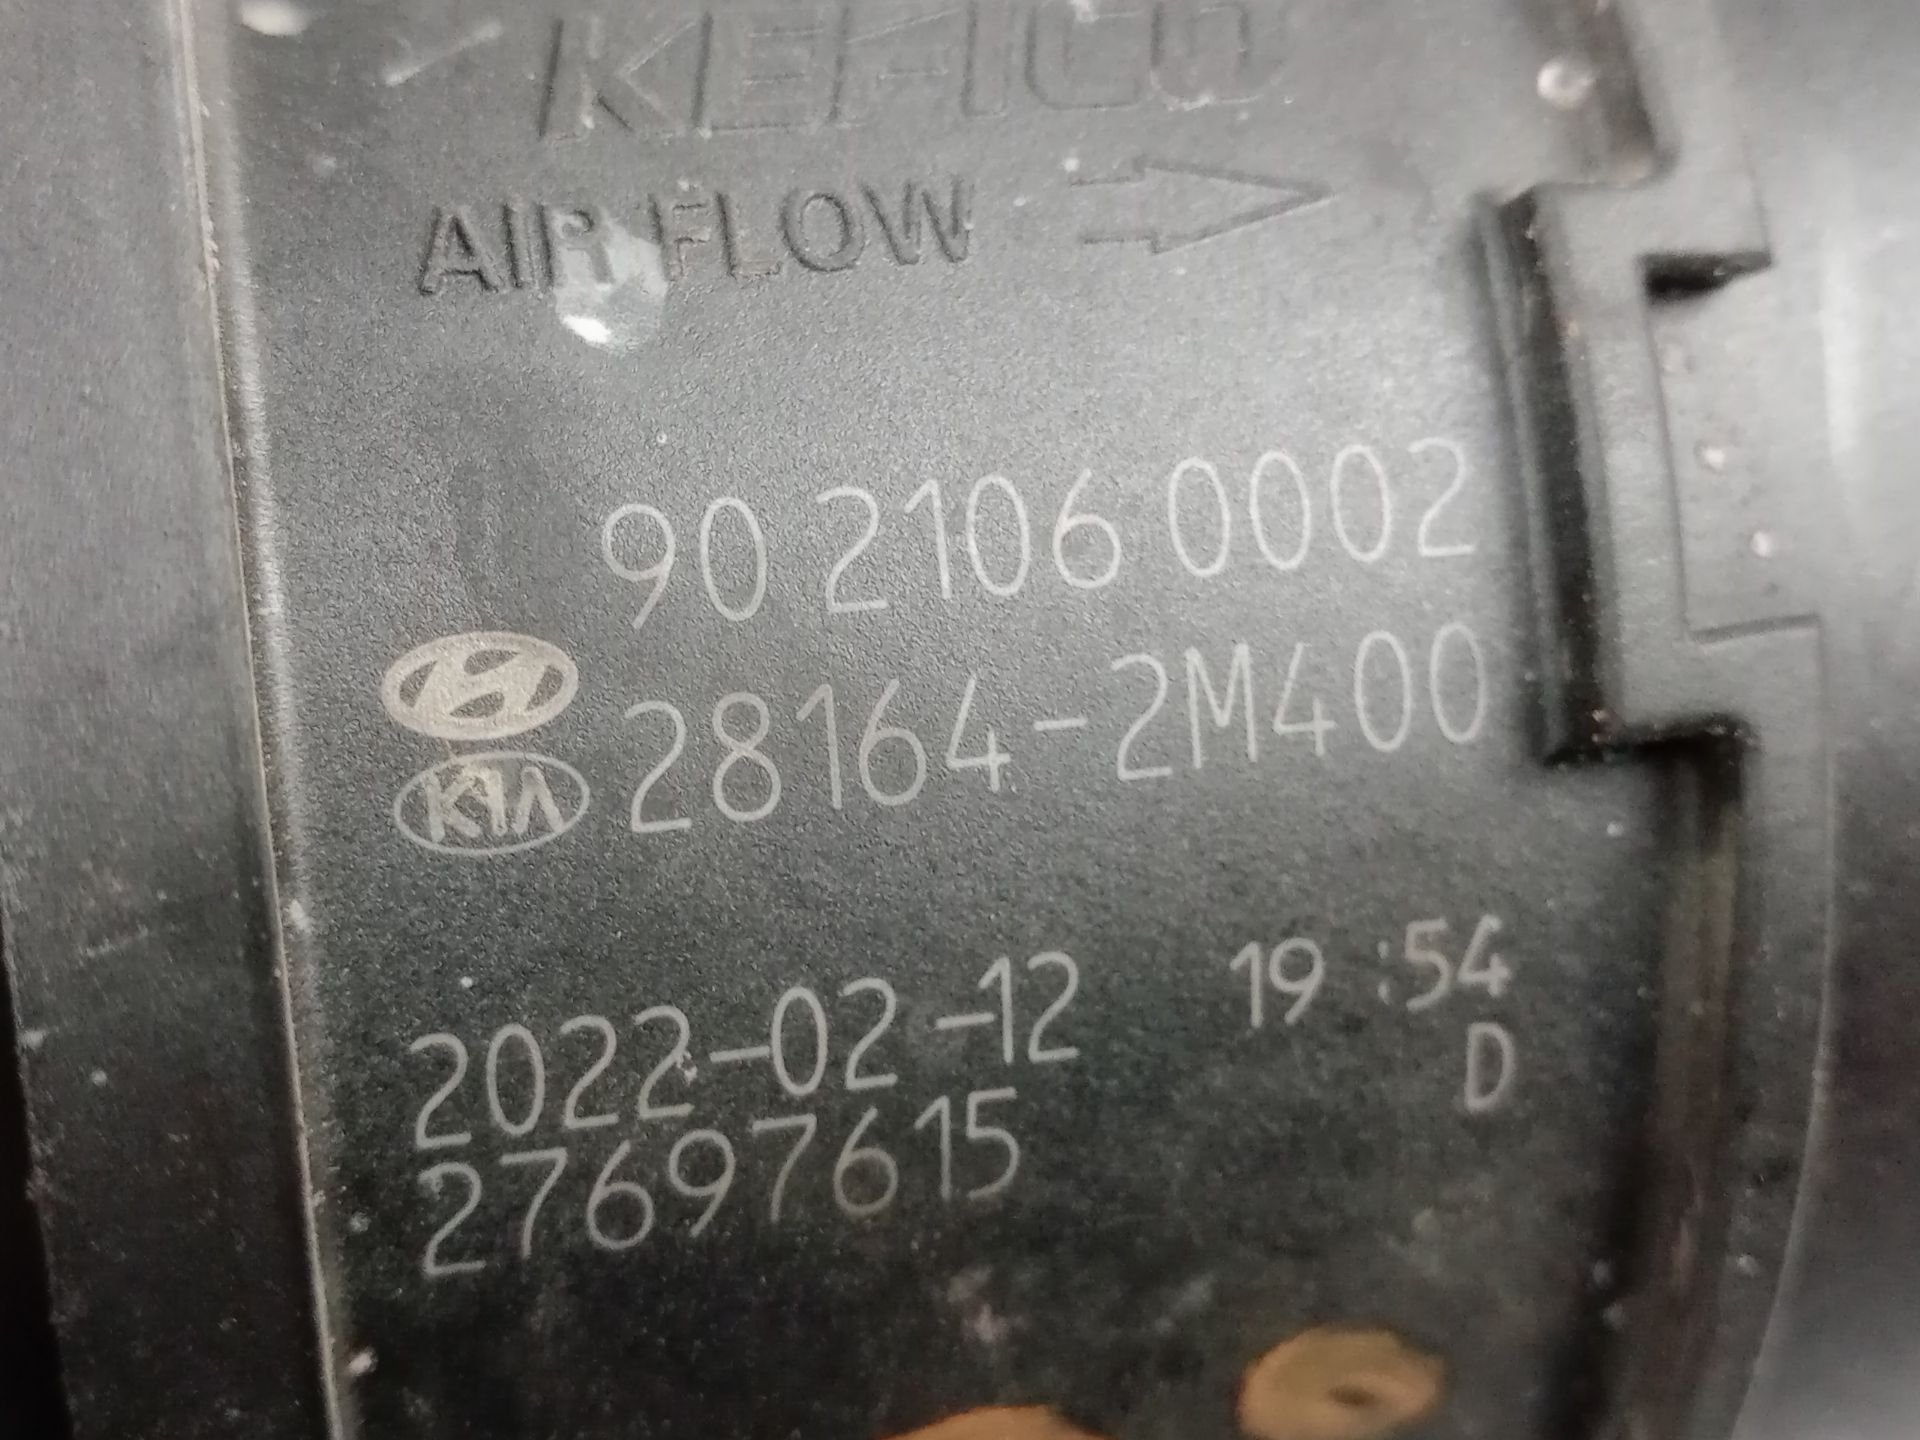 KEFICO
AIR FLOW
90 2106 0002
KIA 28164-2M400
2022-02-12 19:54
D
27697615